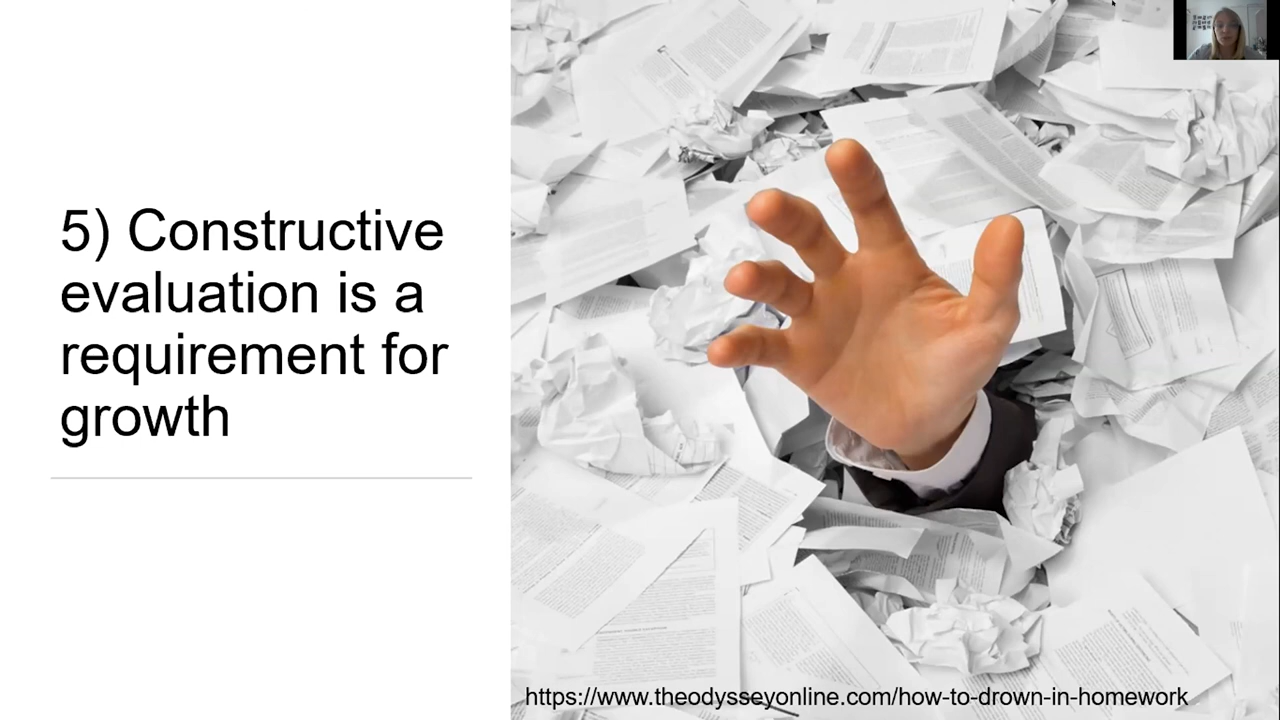 5) Constructive
evaluation is a
requirement for
growth
https://www.theodysseyonline.com/how-to-drown-in-homework